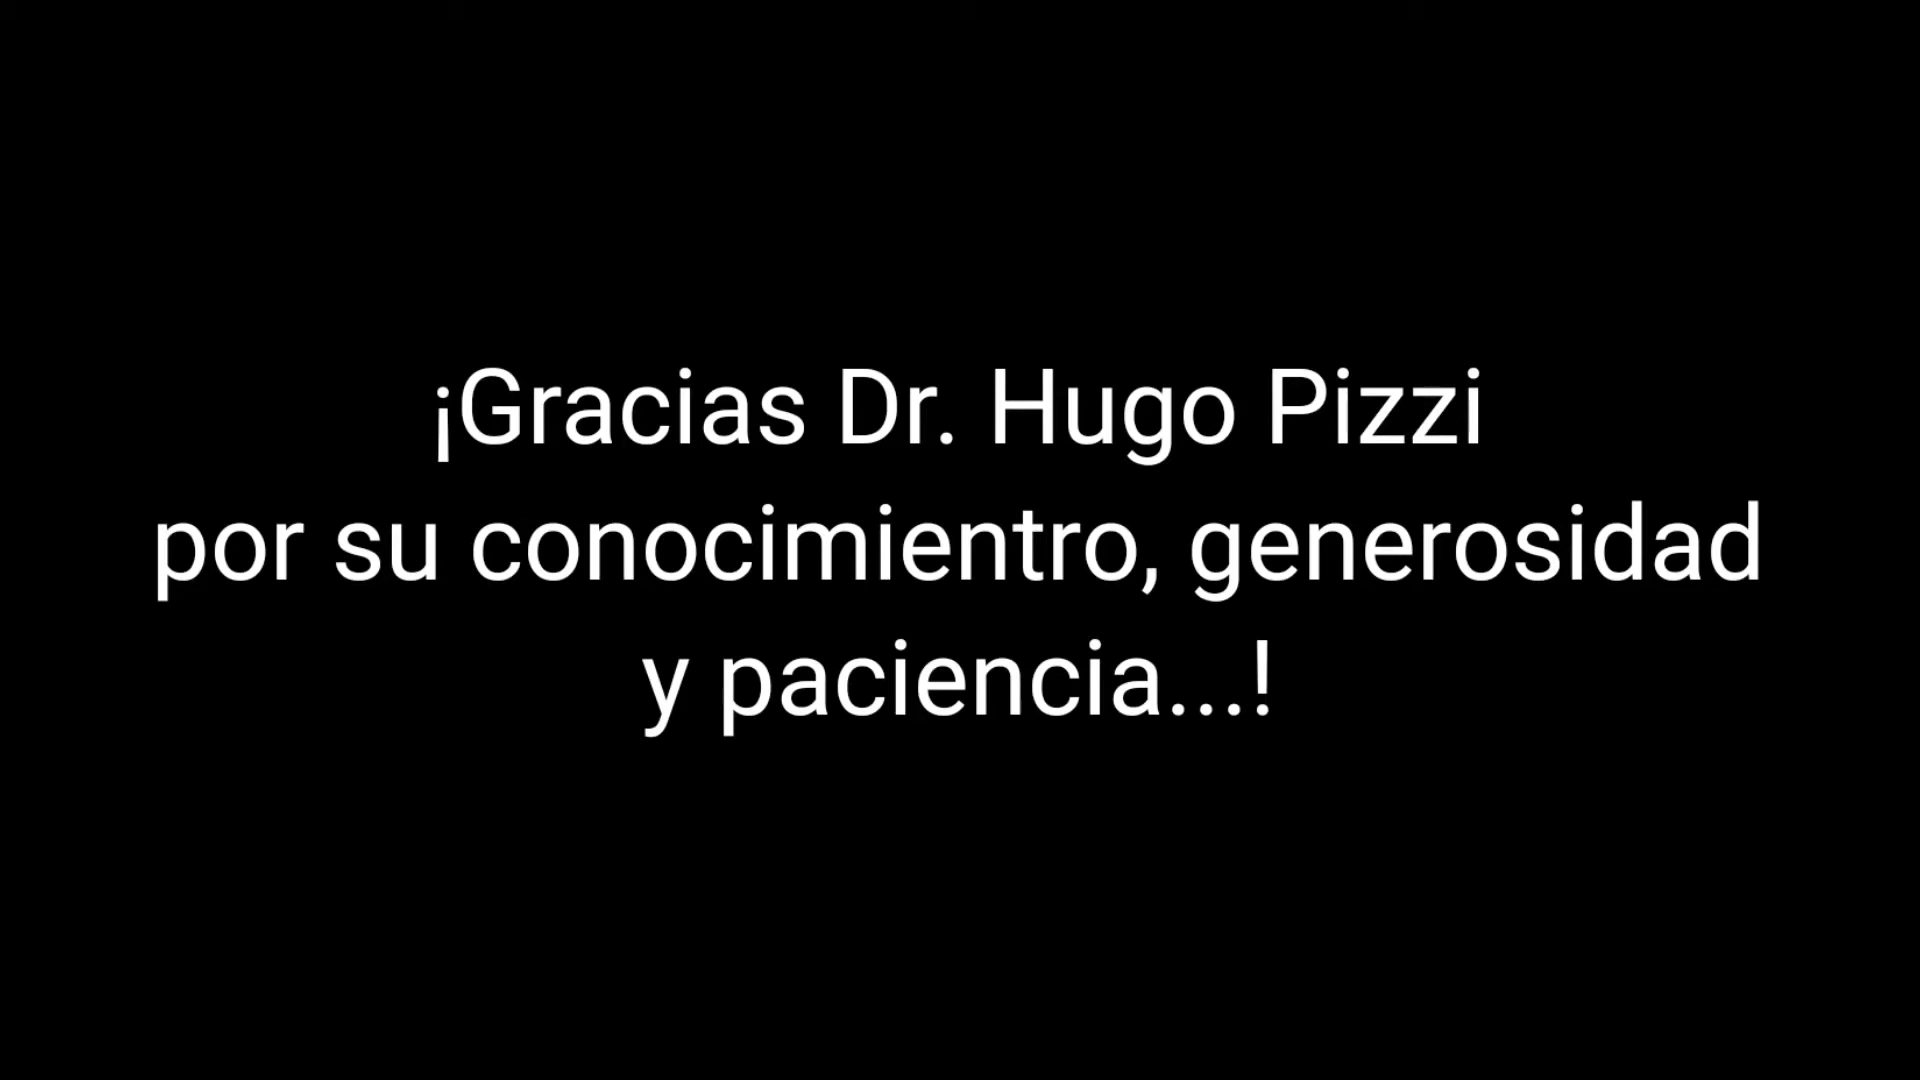 ¡Gracias Dr. Hugo Pizzi
por su conocimientro, generosidad
y paciencia...!